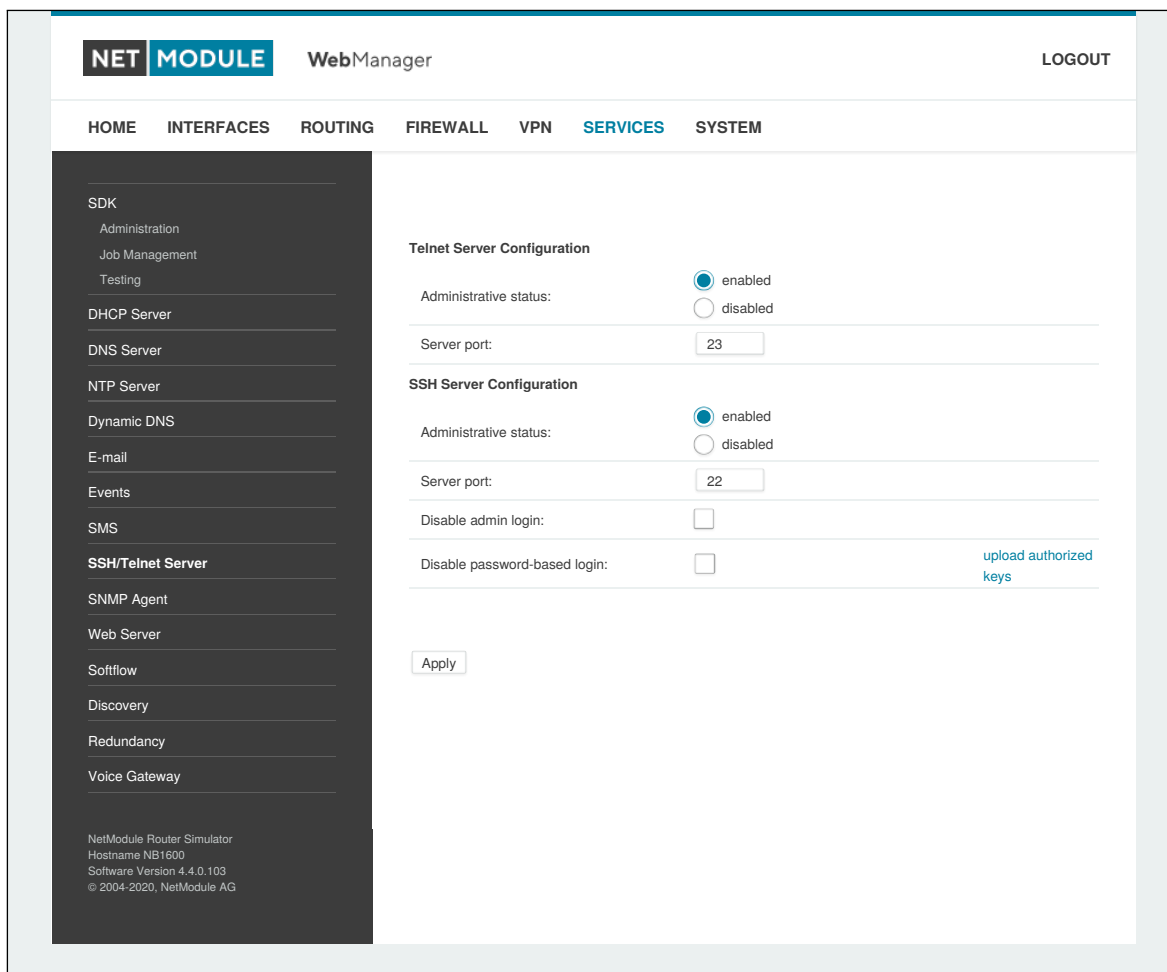 NET MODULE WebManager LOGOUT
HOME INTERFACES ROUTING FIREWALL VPN SERVICES SYSTEM
SDK
Administration
Job Management
Testing
DHCP Server
DNS Server
NTP Server
Dynamic DNS
E-mail
Events
SMS
SSH/Telnet Server
SNMP Agent
Web Server
Softflow
Discovery
Redundancy
Voice Gateway
NetModule Router Simulator
Hostname NB1600
Software Version 4.4.0.103
© 2004-2020, NetModule AG
Telnet Server Configuration
Administrative status:
enabled
disabled
Server port: 23
SSH Server Configuration
Administrative status:
enabled
disabled
Server port: 22
Disable admin login:
Disable password-based login:
upload authorized
keys
Apply